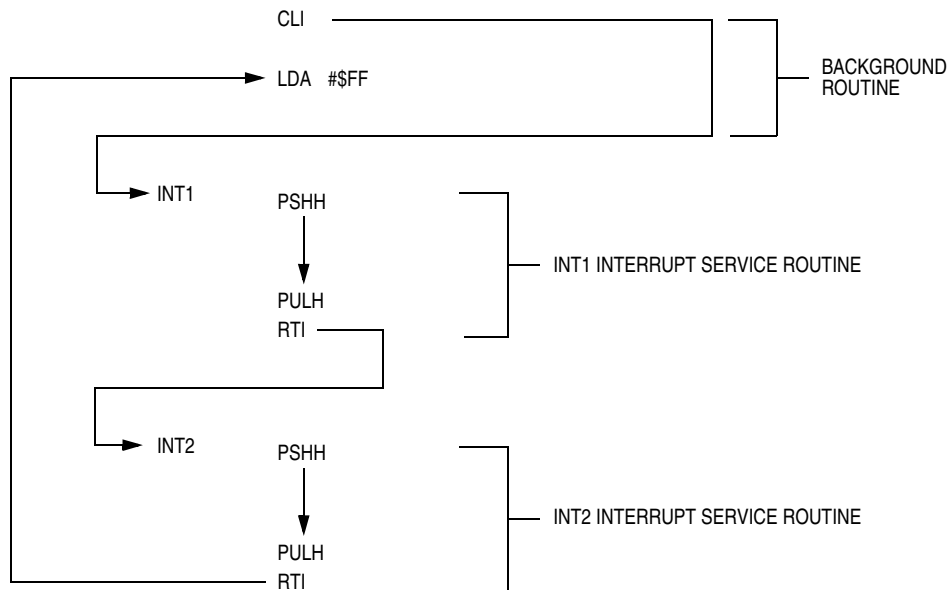 CLI
LDA #$FF
BACKGROUND
ROUTINE
INT1
PSHH
INT1 INTERRUPT SERVICE ROUTINE
PULH
RTI
INT2
PSHH
INT2 INTERRUPT SERVICE ROUTINE
PULH
RTI